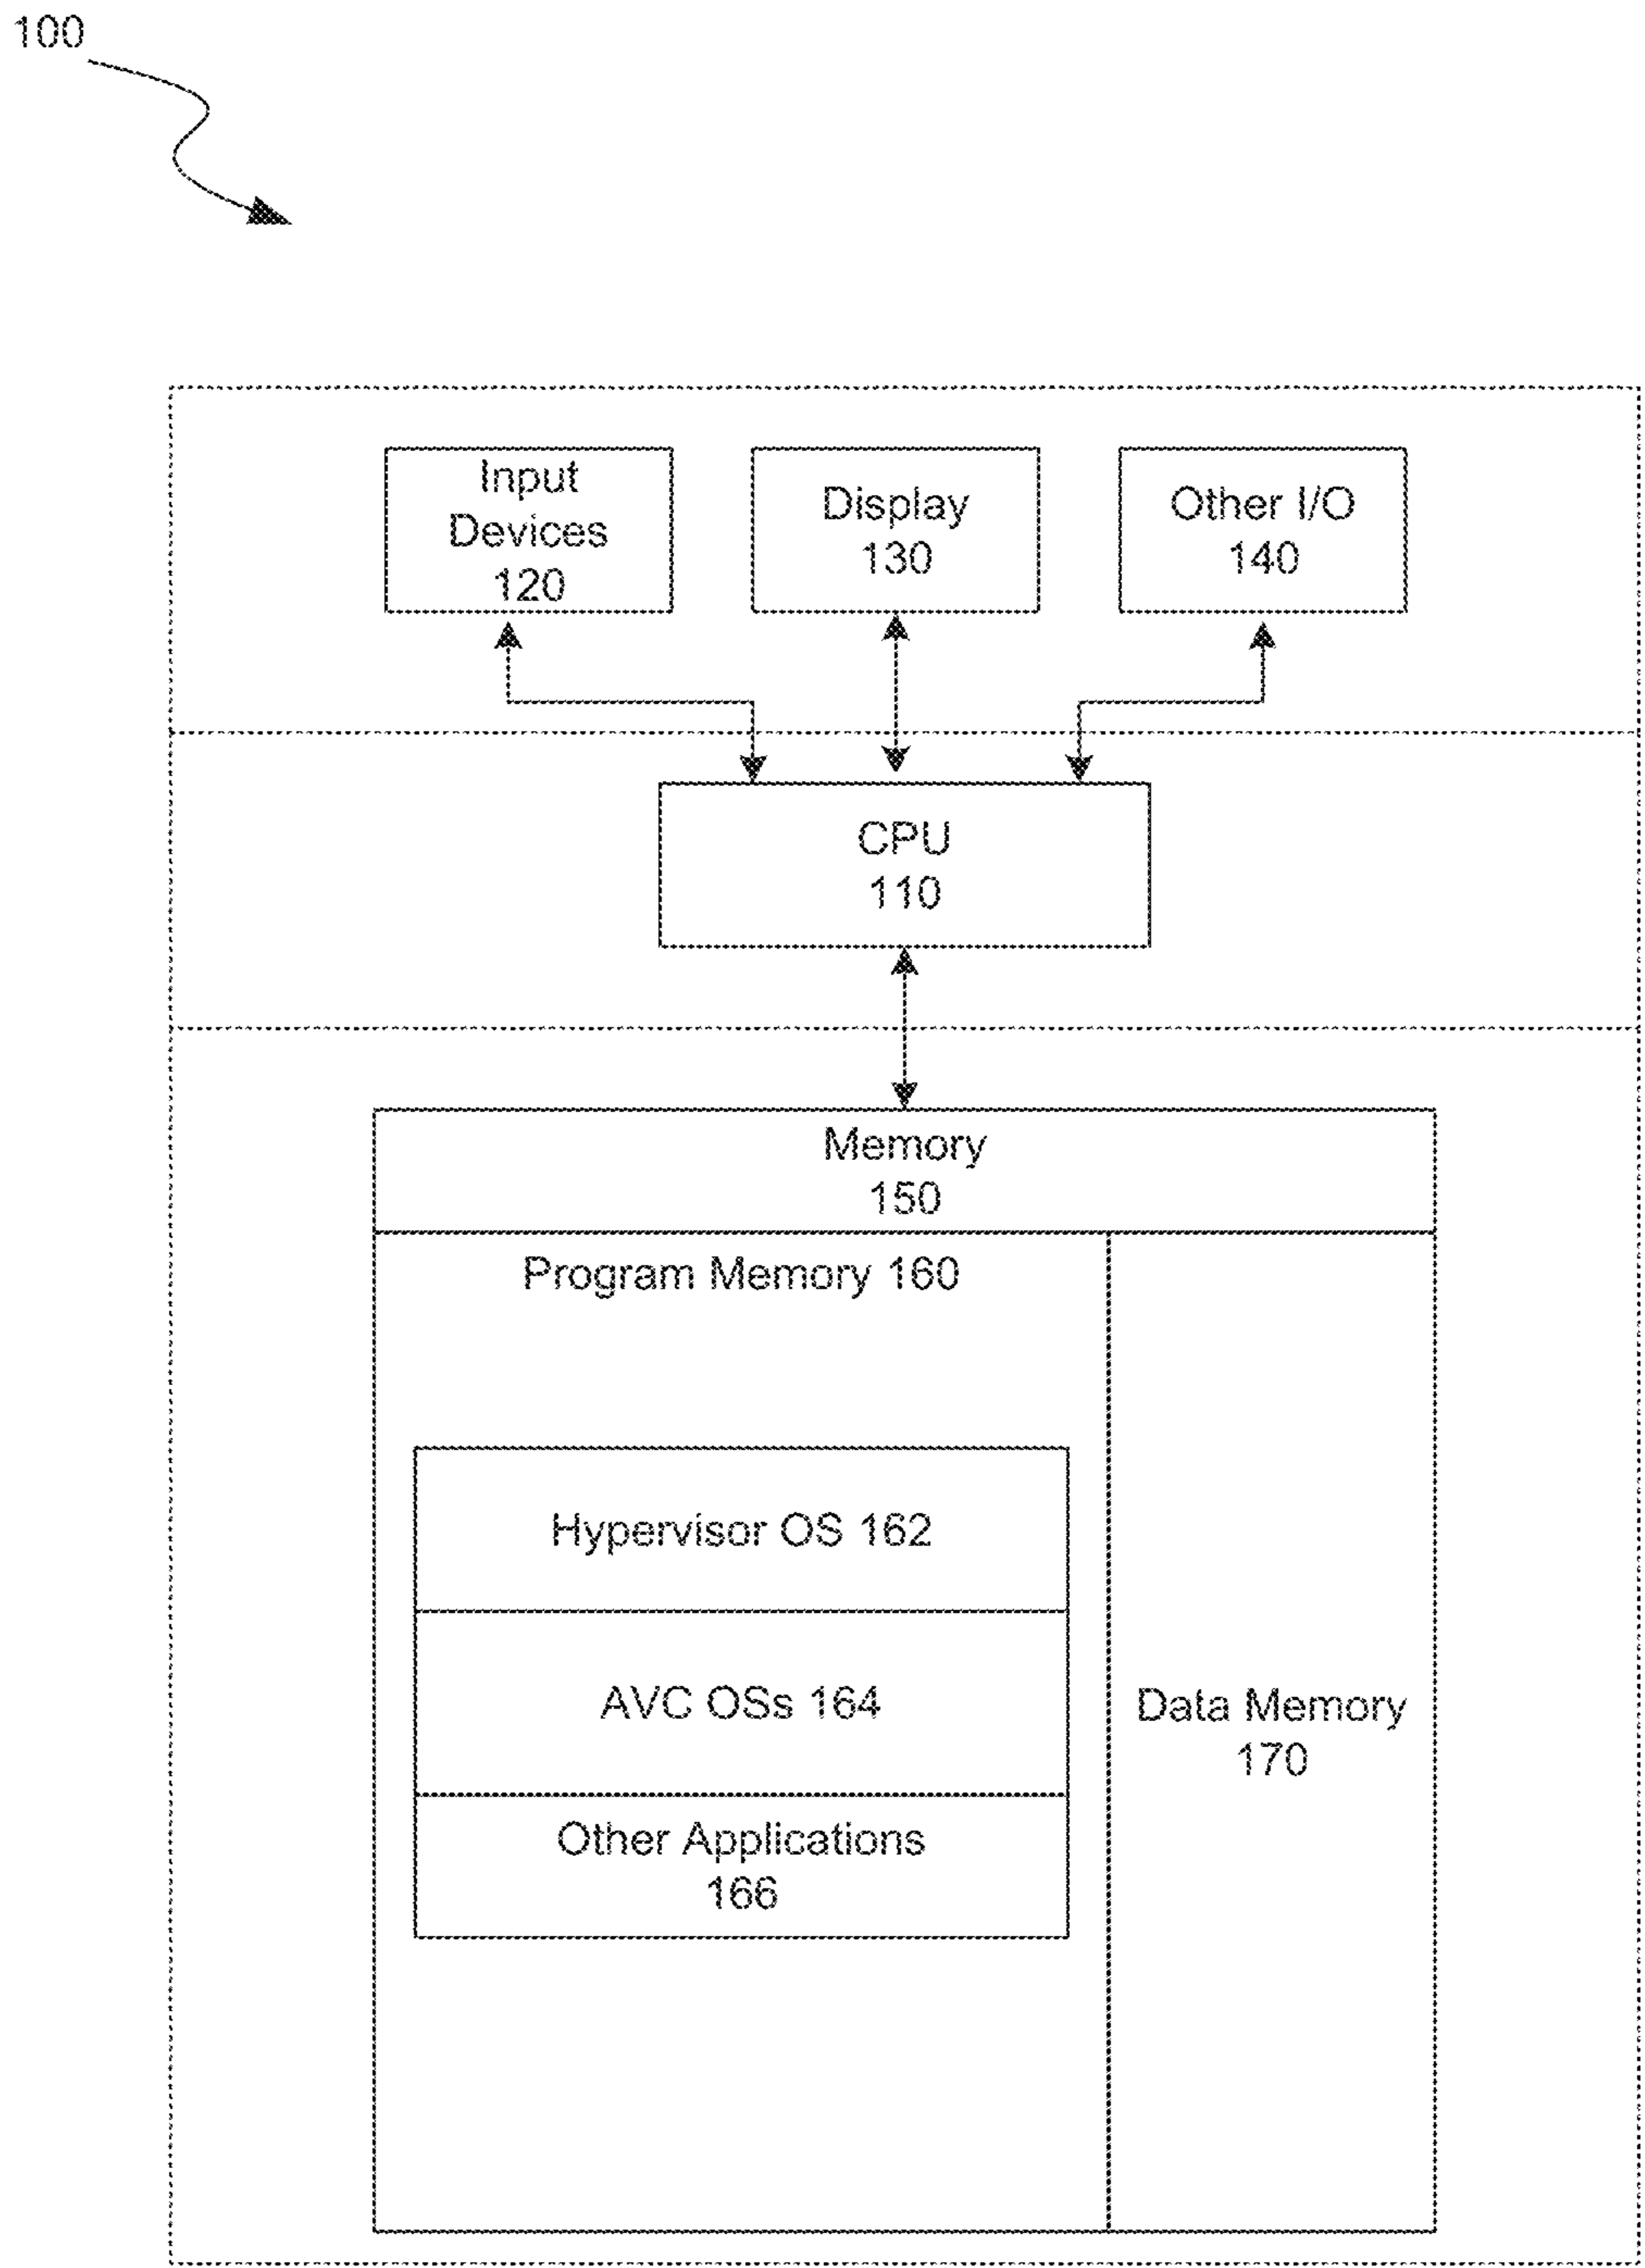 100
Input
Devices
120
Display
130
Other I/O
140
CPU
110
Memory
150
Program Memory 160
Hypervisor OS 162
AVC OSs 164
Other Applications
166
Data Memory
170